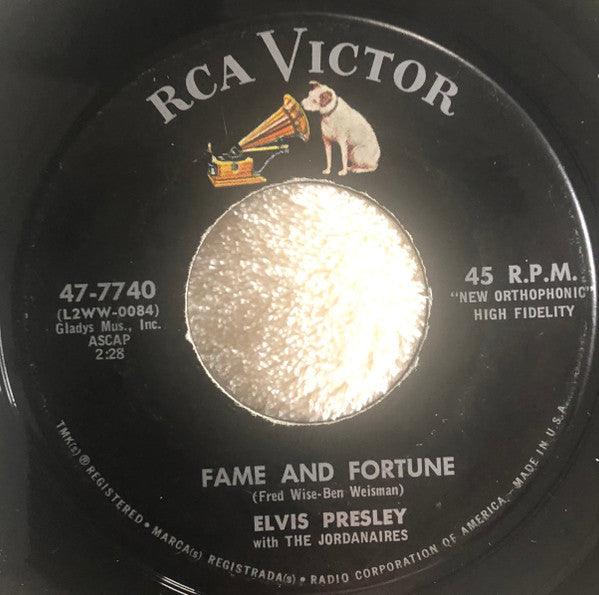 RCA VICTOR
47-7740
(L2WW-0084)
Gladys Mus., Inc.
ASCAP
2:28
45 R.P.M.
"NEW ORTHOPHONIC"
HIGH FIDELITY
FAME AND FORTUNE
(Fred Wise-Ben Weisman)
ELVIS PRESLEY
with THE JORDANAIRES
TMK(s) ® REGISTERED • MARCA(s) REGISTRADA(s) • RADIO CORPORATION OF AMERICA, MADE IN U.S.A.